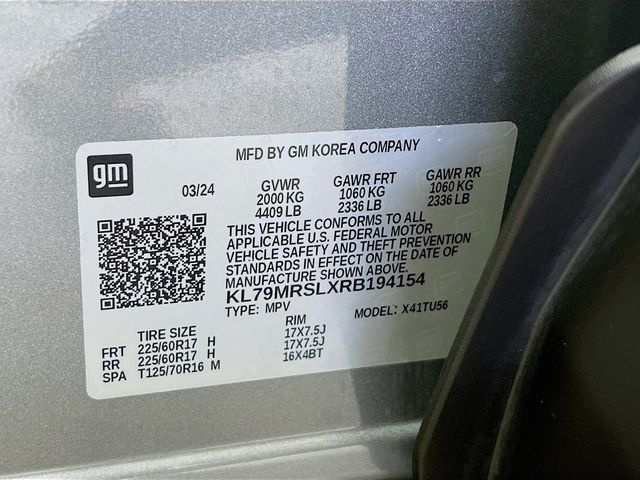 gm
MFD BY GM KOREA COMPANY
03/24
GVWR GAWR FRT GAWR RR
2000 KG 1060 KG 1060 KG
4409 LB 2336 LB 2336 LB
THIS VEHICLE CONFORMS TO ALL
APPLICABLE U.S. FEDERAL MOTOR
VEHICLE SAFETY AND THEFT PREVENTION
STANDARDS IN EFFECT ON THE DATE OF
MANUFACTURE SHOWN ABOVE.
KL79MRSLXRB194154
TYPE: MPV MODEL: X41TU56
TIRE SIZE RIM
FRT 225/60R17 H 17X7.5J
RR 225/60R17 H 17X7.5J
SPA T125/70R16 M 16X4BT